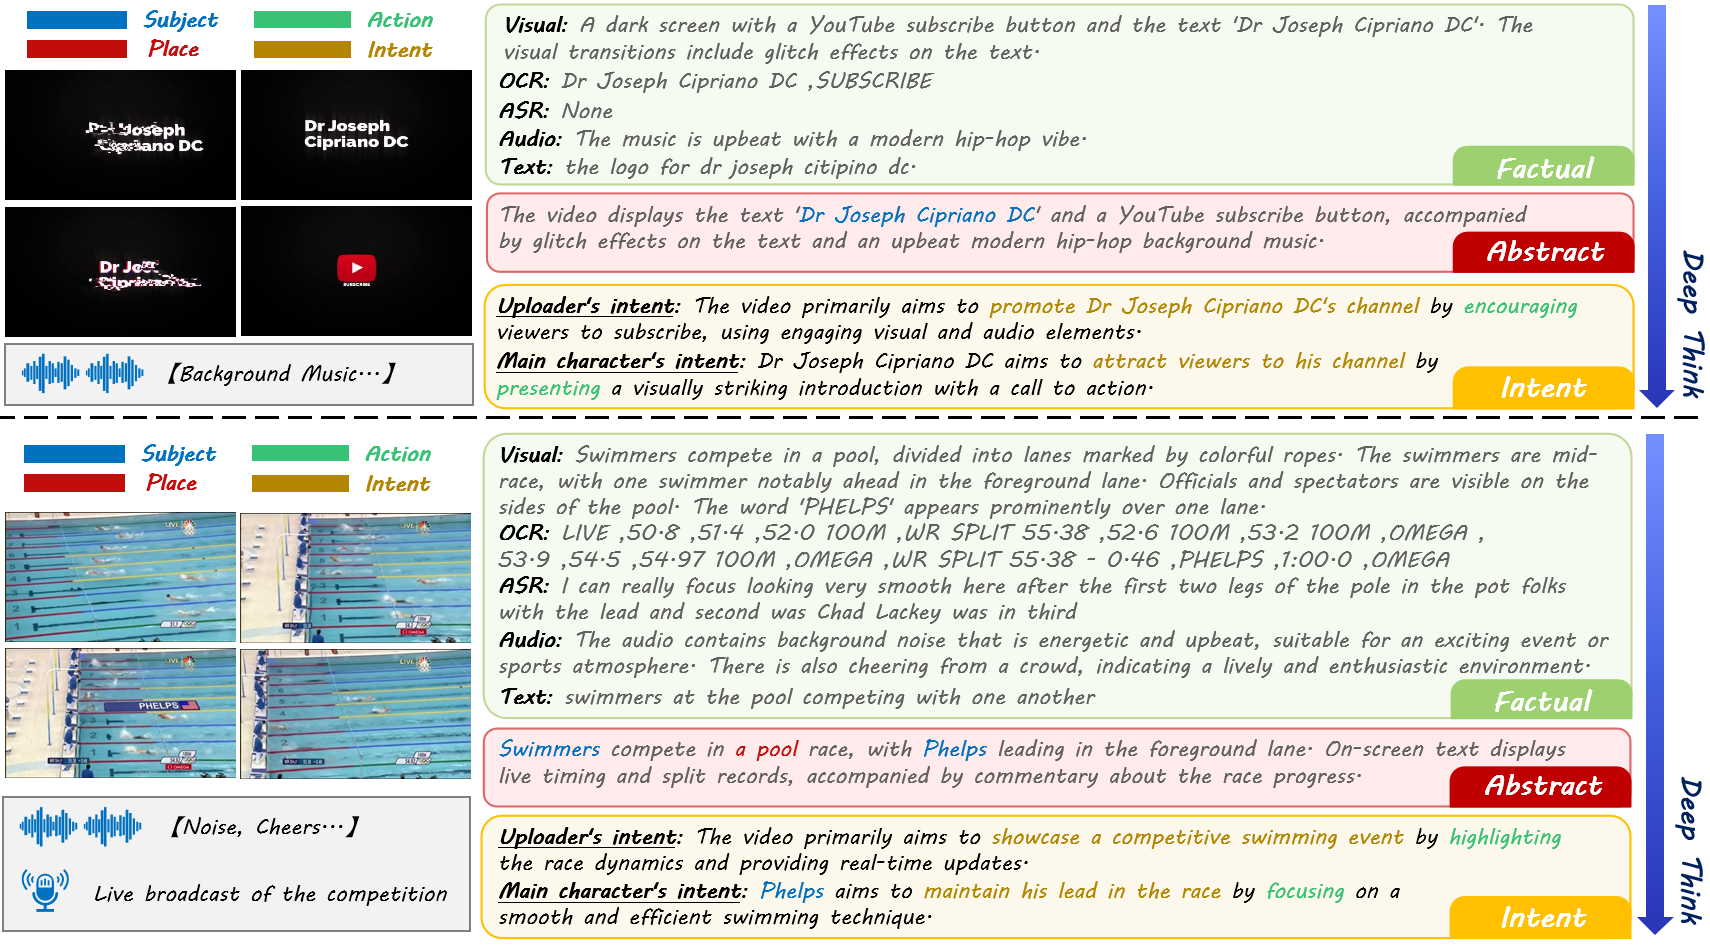 Subject
Action
Place
Intent
Dr Joseph
Cipriano DC
Dr Joseph
Cipriano DC
Dr Jo
Cipriano
SUBSCRIBE
【Background Music...】
Visual: A dark screen with a YouTube subscribe button and the text 'Dr Joseph Cipriano DC'. The
visual transitions include glitch effects on the text.
OCR: Dr Joseph Cipriano DC ,SUBSCRIBE
ASR: None
Audio: The music is upbeat with a modern hip-hop vibe.
Text: the logo for dr joseph citipino dc.
Factual
The video displays the text 'Dr Joseph Cipriano DC' and a YouTube subscribe button, accompanied
by glitch effects on the text and an upbeat modern hip-hop background music.
Abstract
Uploader's intent: The video primarily aims to promote Dr Joseph Cipriano DC's channel by encouraging
viewers to subscribe, using engaging visual and audio elements.
Main character's intent: Dr Joseph Cipriano DC aims to attract viewers to his channel by
presenting a visually striking introduction with a call to action.
Intent
Deep Think
Subject
Action
Place
Intent
LIVE
LIVE
LIVE
PHELPS
LIVE
OMEGA
【Noise, Cheers...】
Live broadcast of the competition
Visual: Swimmers compete in a pool, divided into lanes marked by colorful ropes. The swimmers are mid-
race, with one swimmer notably ahead in the foreground lane. Officials and spectators are visible on the
sides of the pool. The word 'PHELPS' appears prominently over one lane.
OCR: LIVE ,50.8 ,51.4 ,52.0 100M ,WR SPLIT 55.38 ,52.6 100M ,53.2 100M ,OMEGA ,
53.9 ,54.5 ,54.97 100M ,OMEGA ,WR SPLIT 55.38 - 0.46 ,PHELPS ,1:00.0 ,OMEGA
ASR: I can really focus looking very smooth here after the first two legs of the pole in the pot folks
with the lead and second was Chad Lackey was in third
Audio: The audio contains background noise that is energetic and upbeat, suitable for an exciting event or
sports atmosphere. There is also cheering from a crowd, indicating a lively and enthusiastic environment.
Text: swimmers at the pool competing with one another
Factual
Swimmers compete in a pool race, with Phelps leading in the foreground lane. On-screen text displays
live timing and split records, accompanied by commentary about the race progress.
Abstract
Uploader's intent: The video primarily aims to showcase a competitive swimming event by highlighting
the race dynamics and providing real-time updates.
Main character's intent: Phelps aims to maintain his lead in the race by focusing on a
smooth and efficient swimming technique.
Intent
Deep Think